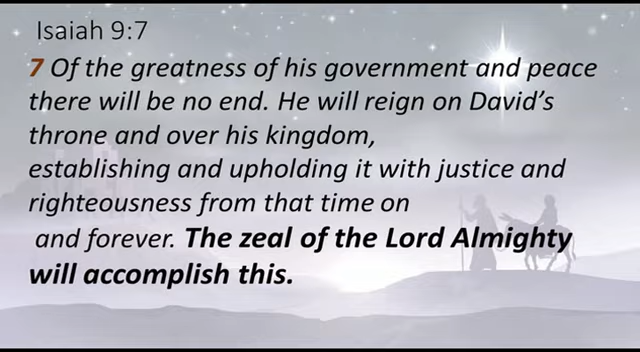 Isaiah 9:7
7 Of the greatness of his government and peace
there will be no end. He will reign on David’s
throne and over his kingdom,
establishing and upholding it with justice and
righteousness from that time on
and forever. The zeal of the Lord Almighty
will accomplish this.